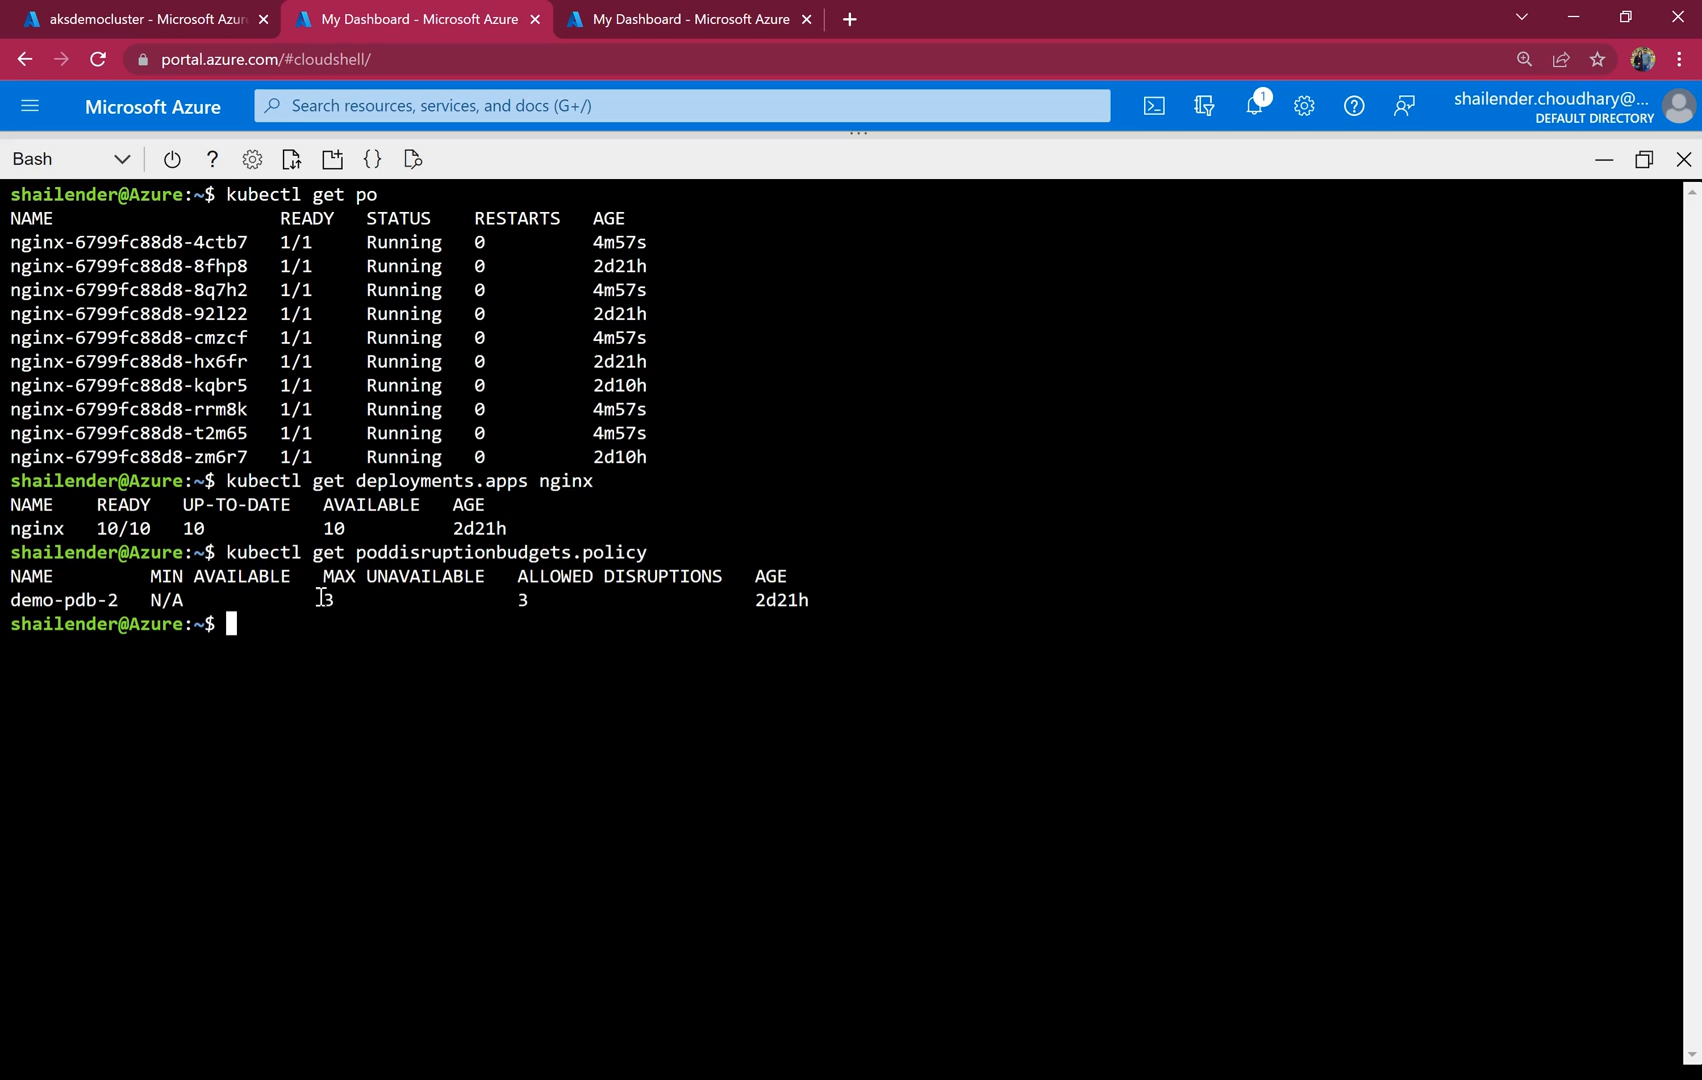 aksdemocluster - Microsoft Azur
My Dashboard - Microsoft Azure
My Dashboard - Microsoft Azure
portal.azure.com/#cloudshell/
Microsoft Azure
Search resources, services, and docs (G+/)
1
shailender.choudhary@...
DEFAULT DIRECTORY
Bash
shailender@Azure:~$ kubectl get po
NAME READY STATUS RESTARTS AGE
nginx-6799fc88d8-4ctb7 1/1 Running 0 4m57s
nginx-6799fc88d8-8fhp8 1/1 Running 0 2d21h
nginx-6799fc88d8-8q7h2 1/1 Running 0 4m57s
nginx-6799fc88d8-92l22 1/1 Running 0 2d21h
nginx-6799fc88d8-cmzcf 1/1 Running 0 4m57s
nginx-6799fc88d8-hx6fr 1/1 Running 0 2d21h
nginx-6799fc88d8-kqbr5 1/1 Running 0 2d10h
nginx-6799fc88d8-rrm8k 1/1 Running 0 4m57s
nginx-6799fc88d8-t2m65 1/1 Running 0 4m57s
nginx-6799fc88d8-zm6r7 1/1 Running 0 2d10h
shailender@Azure:~$ kubectl get deployments.apps nginx
NAME READY UP-TO-DATE AVAILABLE AGE
nginx 10/10 10 10 2d21h
shailender@Azure:~$ kubectl get poddisruptionbudgets.policy
NAME MIN AVAILABLE MAX UNAVAILABLE ALLOWED DISRUPTIONS AGE
demo-pdb-2 N/A 3 3 2d21h
shailender@Azure:~$